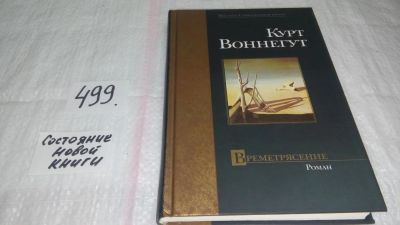 499.
Состояние
новой
книги
Курт
Воннегут
Времетрясение
Роман